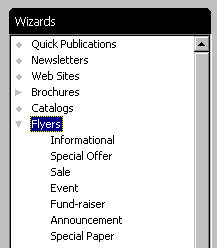 Wizards
Quick Publications
Newsletters
Web Sites
Brochures
Catalogs
Flyers
Informational
Special Offer
Sale
Event
Fund-raiser
Announcement
Special Paper